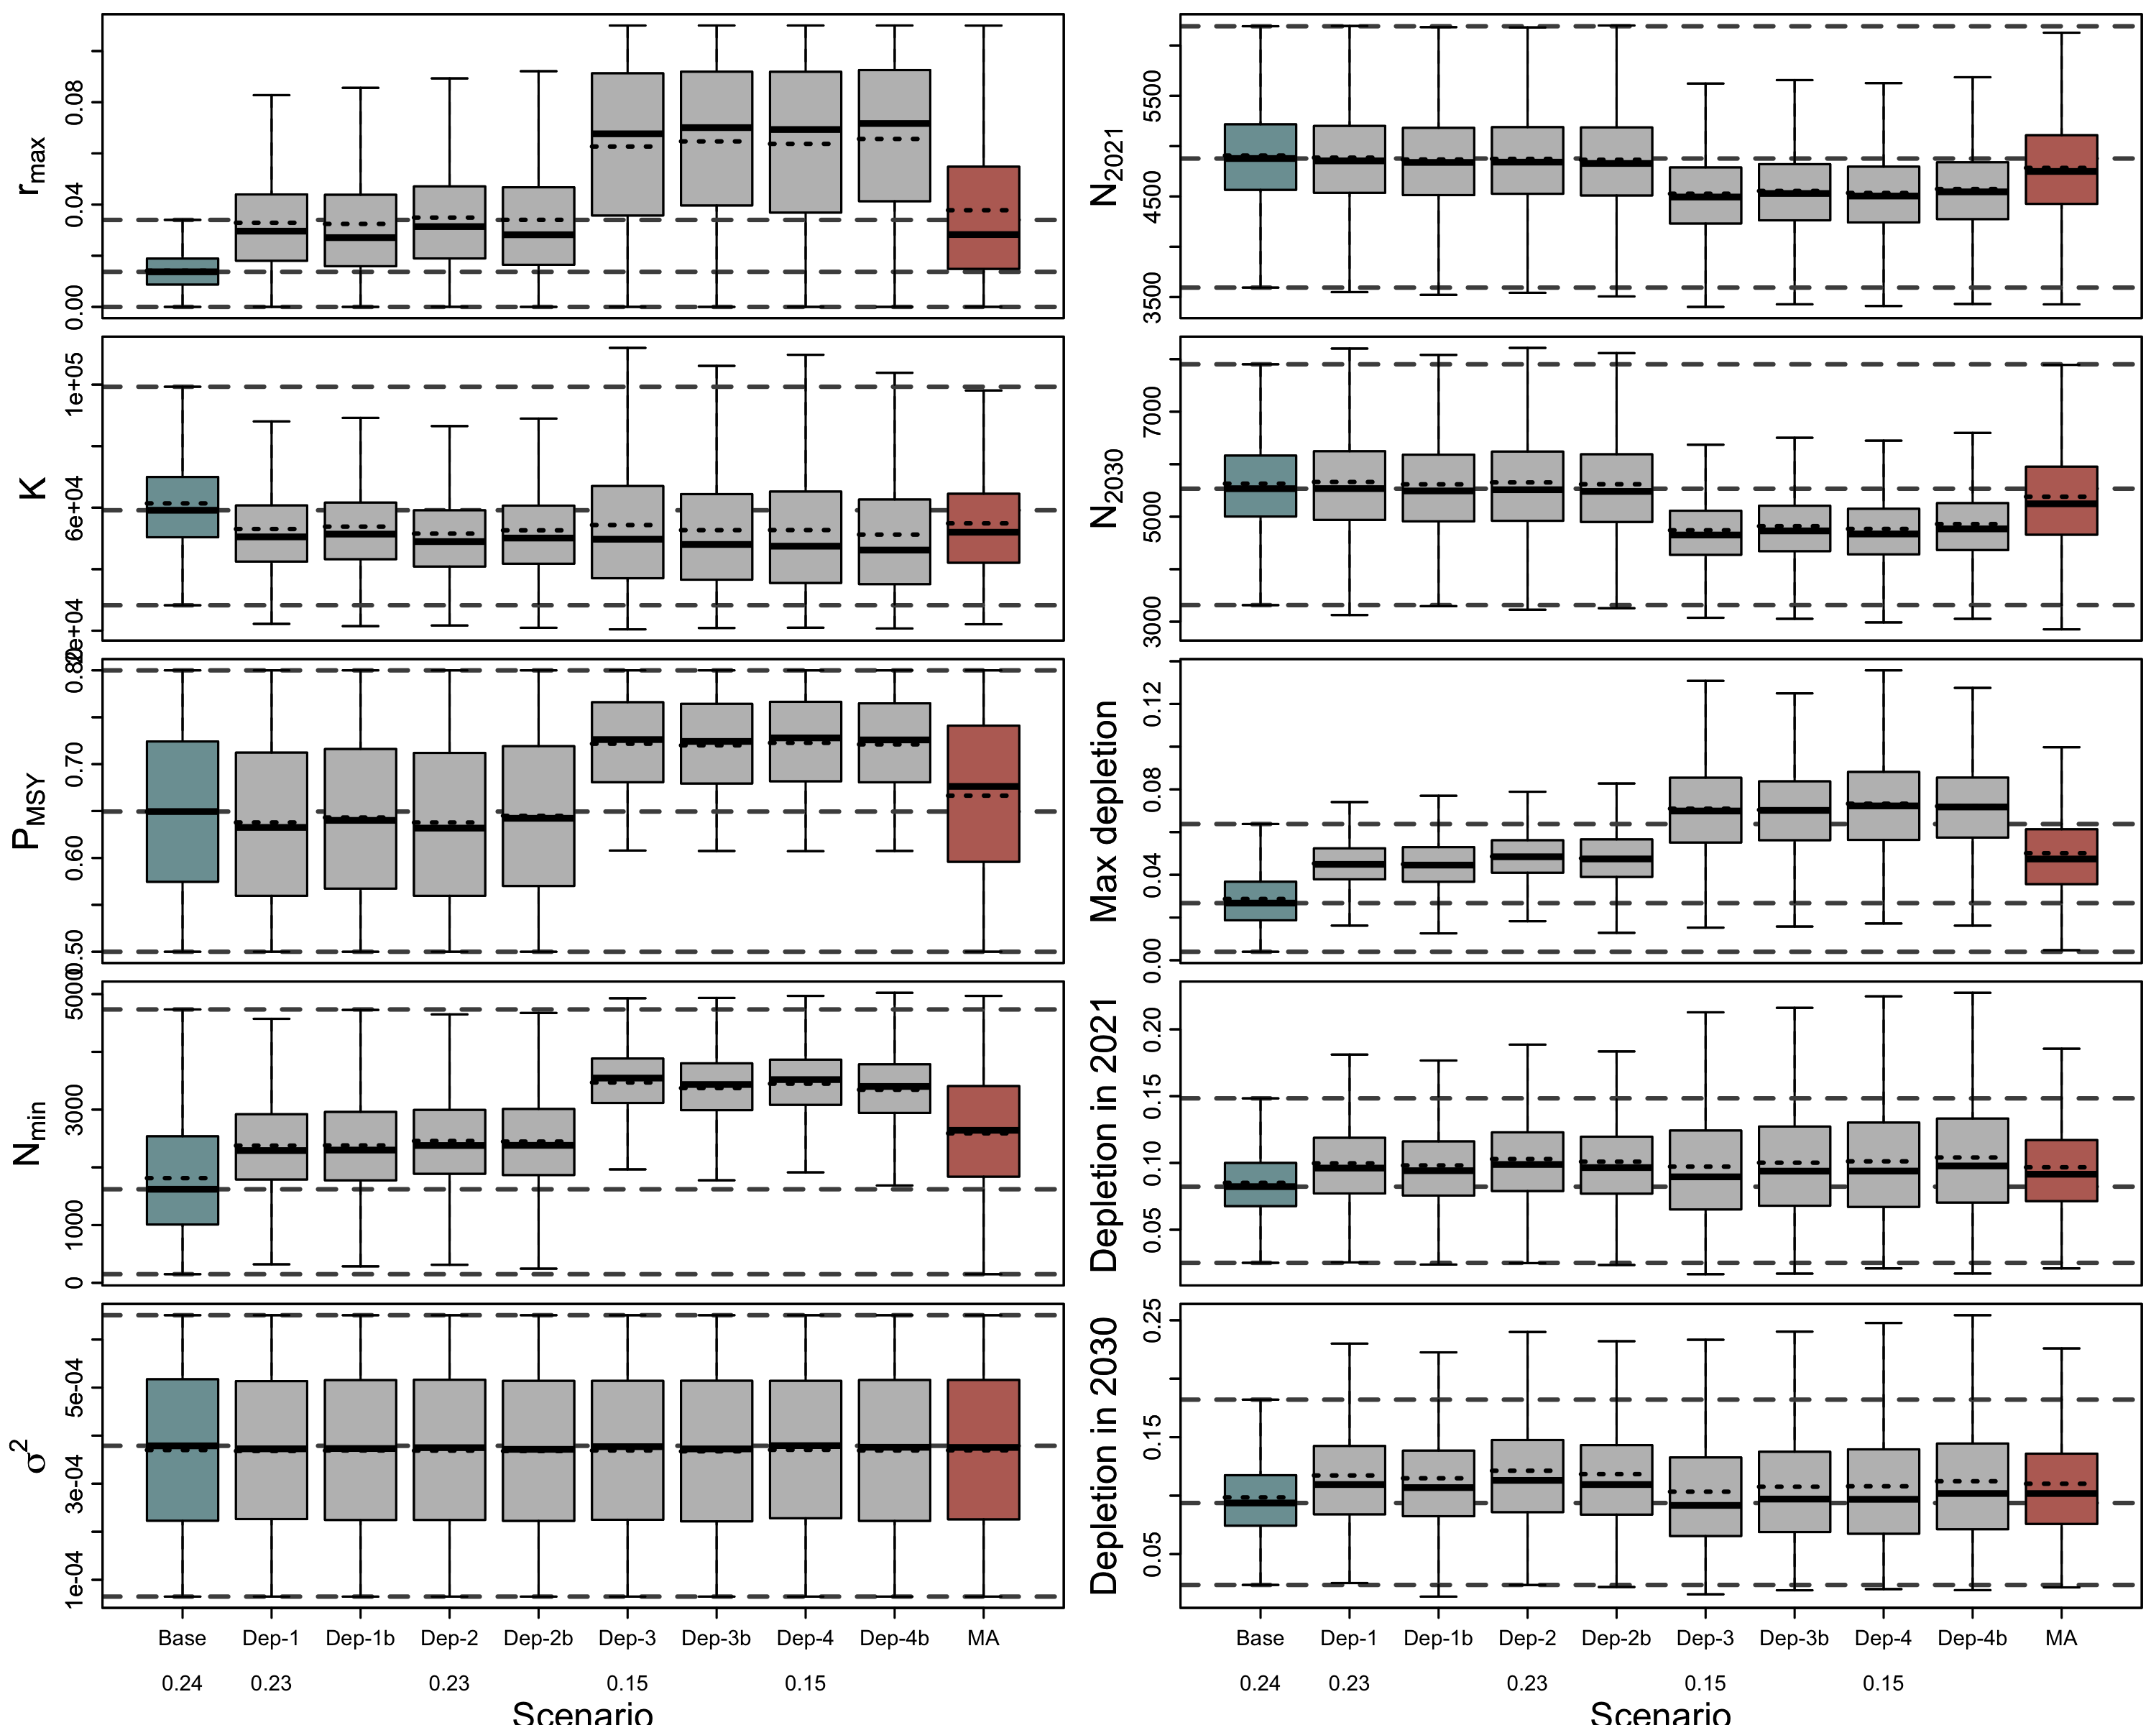 rmax
0.00
0.04
0.08
K
2e+04
6e+04
1e+05
PMSY
0.50
0.60
0.70
0.80
Nmin
0
1000
3000
5000
σ2
1e-04
3e-04
5e-04
Base Dep-1 Dep-1b Dep-2 Dep-2b Dep-3 Dep-3b Dep-4 Dep-4b MA
0.24 0.23 0.23 0.15 0.15
Scenario
N2021
3500
4500
5500
N2030
3000
5000
7000
Max depletion
0.00
0.04
0.08
0.12
Depletion in 2021
0.05
0.10
0.15
0.20
Depletion in 2030
0.05
0.15
0.25
Base Dep-1 Dep-1b Dep-2 Dep-2b Dep-3 Dep-3b Dep-4 Dep-4b MA
0.24 0.23 0.23 0.15 0.15
Scenario